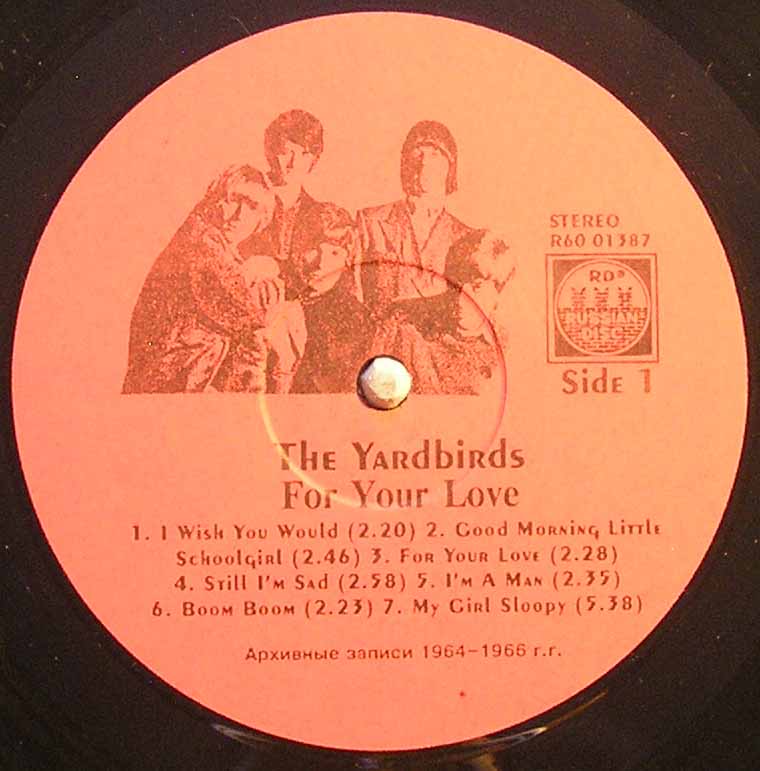 STEREO
R60 01387
RD®
RUSSIAN
DISC
Side 1
The Yardbirds
For Your Love
1. I Wish You Would (2.20) 2. Good Morning Little
Schoolgirl (2.46) 3. For Your Love (2.28)
4. Still I'm Sad (2.58) 5. I'm A Man (2.35)
6. Boom Boom (2.23) 7. My Girl Sloopy (5.38)
Архивные записи 1964–1966 г.г.